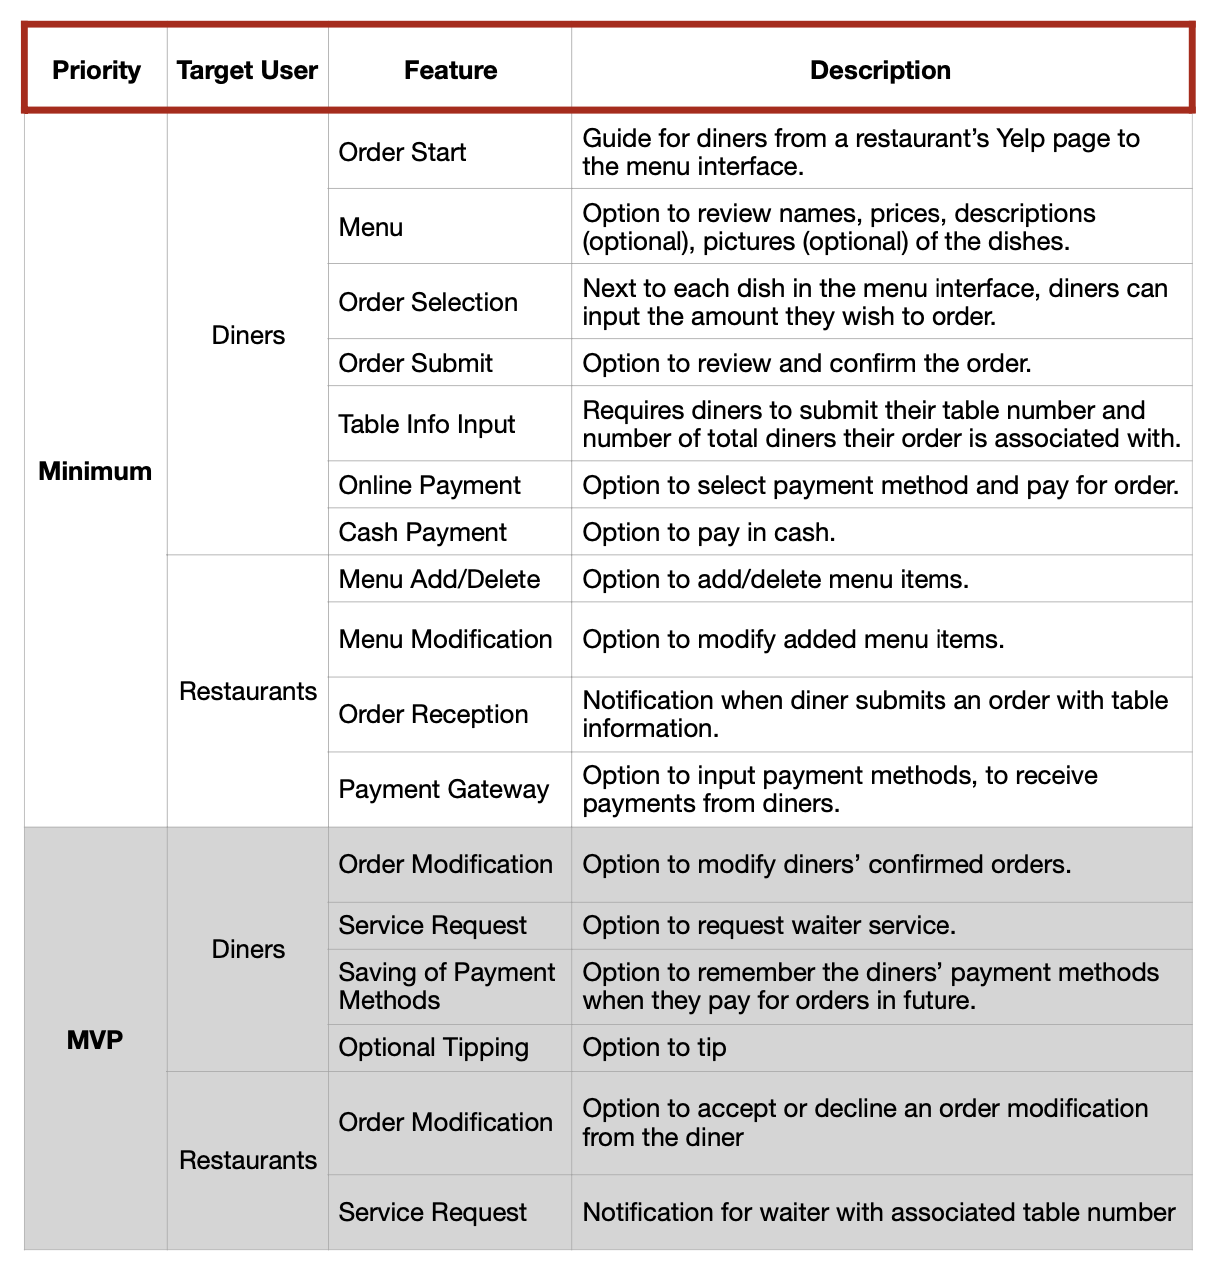 Priority Target User Feature Description
Minimum
Diners
Order Start
Guide for diners from a restaurant’s Yelp page to
the menu interface.
Menu
Option to review names, prices, descriptions
(optional), pictures (optional) of the dishes.
Order Selection
Next to each dish in the menu interface, diners can
input the amount they wish to order.
Order Submit
Option to review and confirm the order.
Table Info Input
Requires diners to submit their table number and
number of total diners their order is associated with.
Online Payment
Option to select payment method and pay for order.
Cash Payment
Option to pay in cash.
Restaurants
Menu Add/Delete
Option to add/delete menu items.
Menu Modification
Option to modify added menu items.
Order Reception
Notification when diner submits an order with table
information.
Payment Gateway
Option to input payment methods, to receive
payments from diners.
MVP
Diners
Order Modification
Option to modify diners’ confirmed orders.
Service Request
Option to request waiter service.
Saving of Payment
Methods
Option to remember the diners’ payment methods
when they pay for orders in future.
Optional Tipping
Option to tip
Restaurants
Order Modification
Option to accept or decline an order modification
from the diner
Service Request
Notification for waiter with associated table number